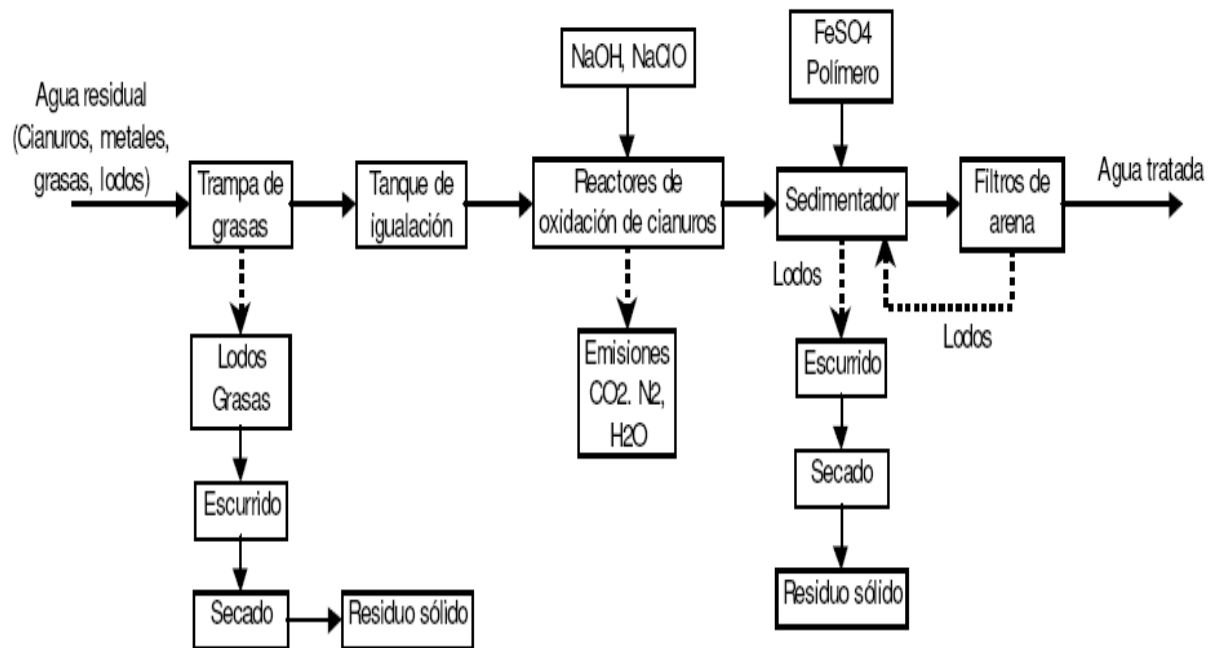 NaOH, NaClO
FeSO4
Polímero
Agua residual
(Cianuros, metales,
grasas, lodos)
Trampa de
grasas
Tanque de
igualación
Reactores de
oxidación de cianuros
Sedimentador
Filtros de
arena
Agua tratada
Lodos
Lodos
Lodos
Grasas
Emisiones
CO2. N2,
H2O
Escurrido
Secado
Residuo sólido
Escurrido
Secado
Residuo sólido